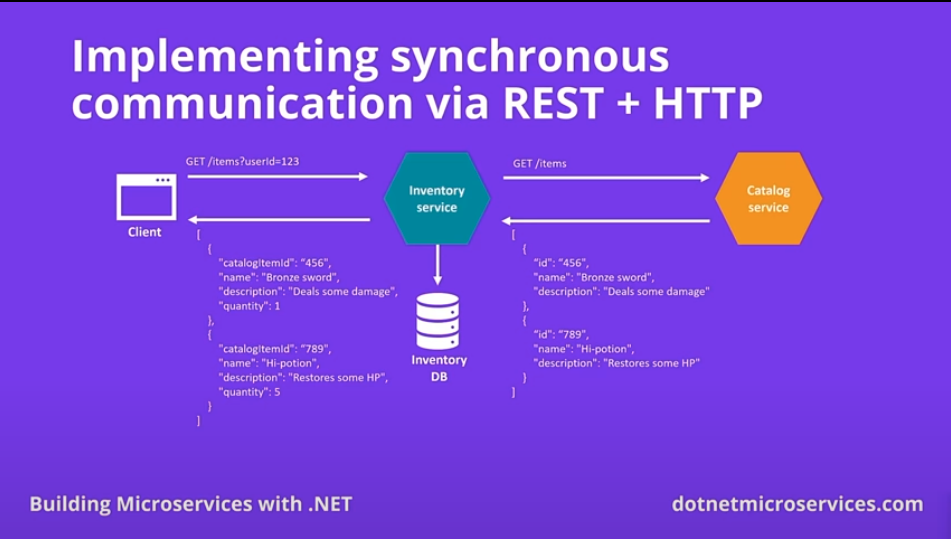 Implementing synchronous
communication via REST + HTTP
GET /items?userId=123
GET /items
Inventory
service
Catalog
service
Client
[
{
"catalogItemId": "456",
"name": "Bronze sword",
"description": "Deals some damage",
"quantity": 1
},
{
"catalogItemId": "789",
"name": "Hi-potion",
"description": "Restores some HP",
"quantity": 5
}
]
Inventory
DB
[
{
"id": "456",
"name": "Bronze sword",
"description": "Deals some damage"
},
{
"id": "789",
"name": "Hi-potion",
"description": "Restores some HP"
}
]
Building Microservices with .NET
dotnetmicroservices.com